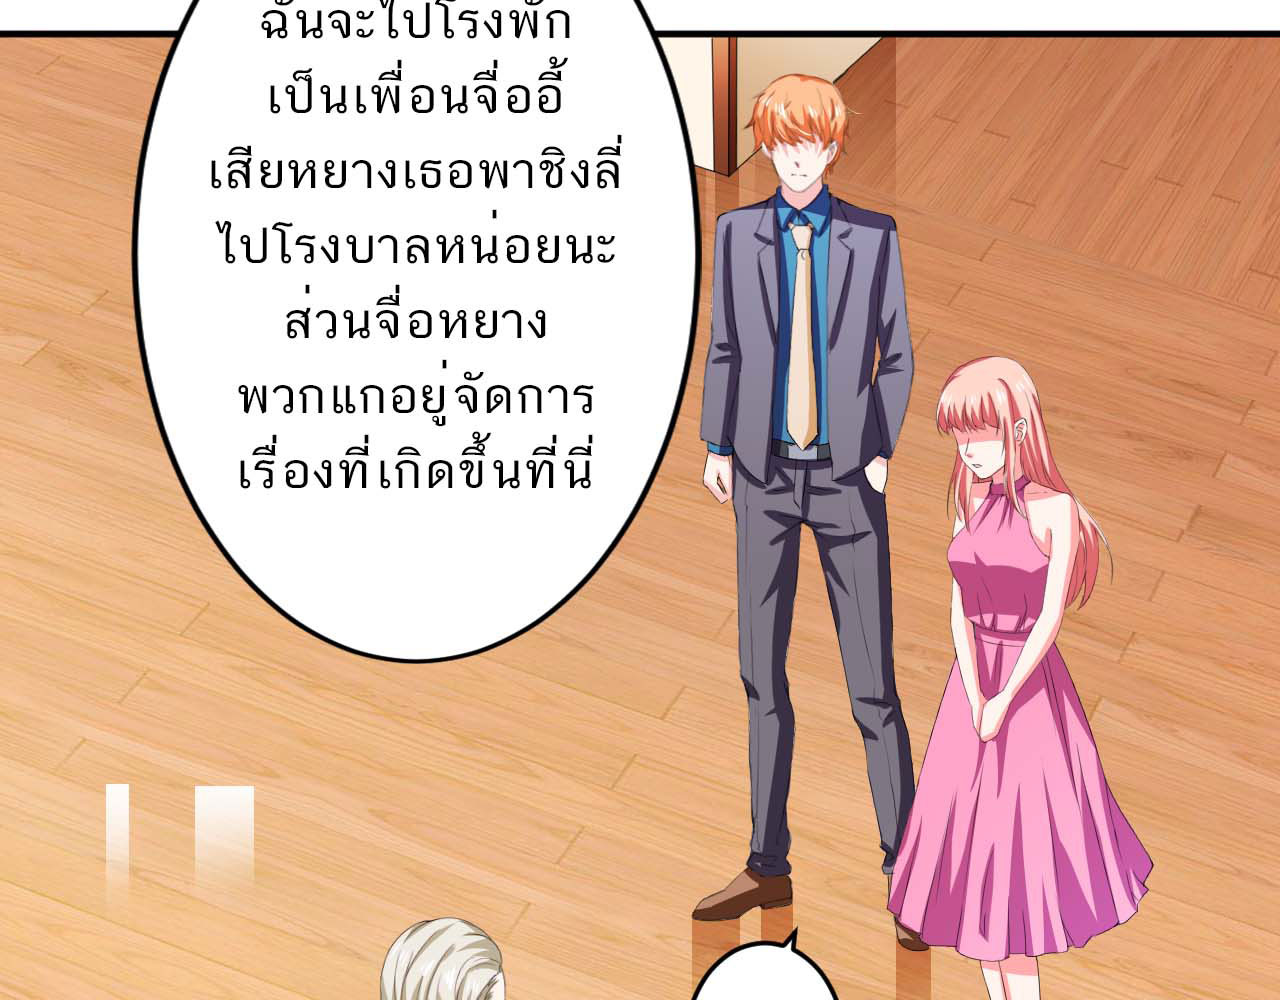 ฉันจะไปโรงพัก
เป็นเพื่อนจื่ออี้
เสียหยางเธอพาชิงลี่
ไปโรงบาลหน่อยนะ
ส่วนจื่อหยาง
พวกแกอยู่จัดการ
เรื่องที่เกิดขึ้นที่นี่